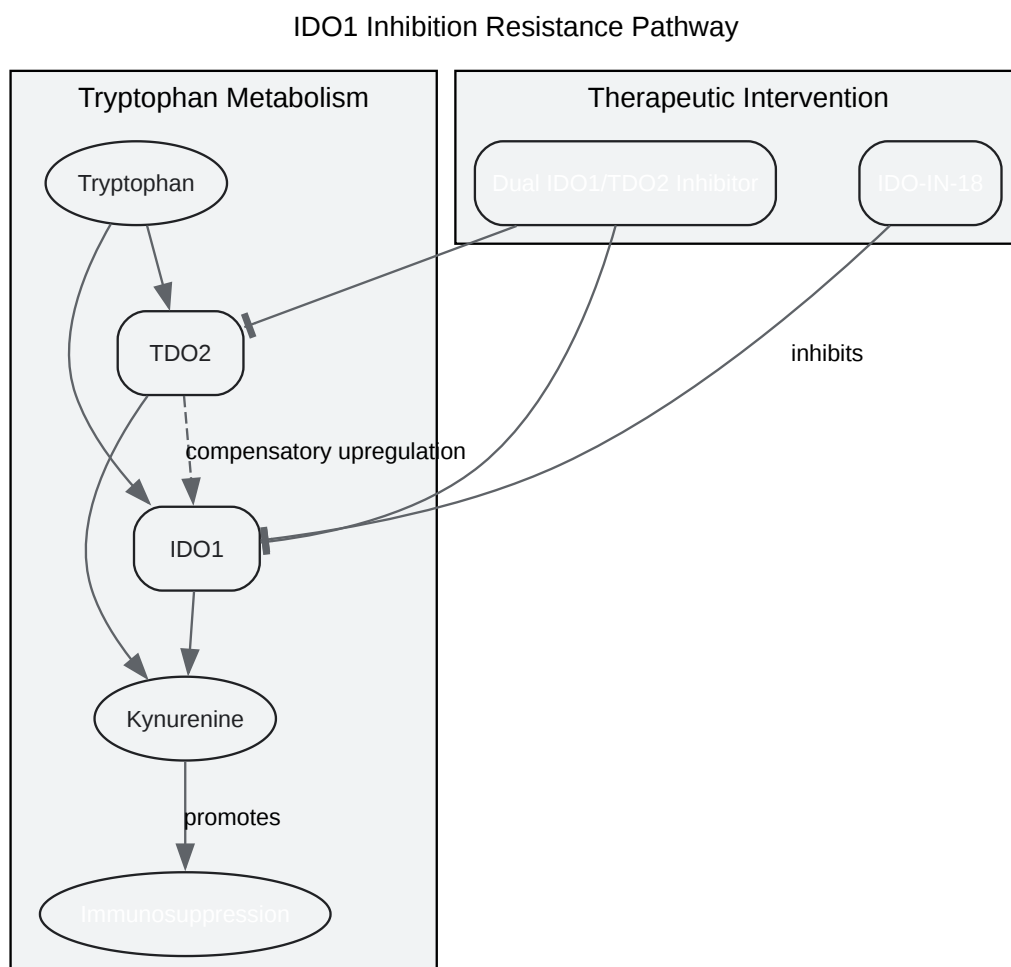 IDO1 Inhibition Resistance Pathway
Tryptophan Metabolism
Therapeutic Intervention
Tryptophan
Dual IDO1/TDO2 Inhibitor
IDO-IN-18
TDO2
inhibits
compensatory upregulation
IDO1
Kynurenine
promotes
Immunosuppression